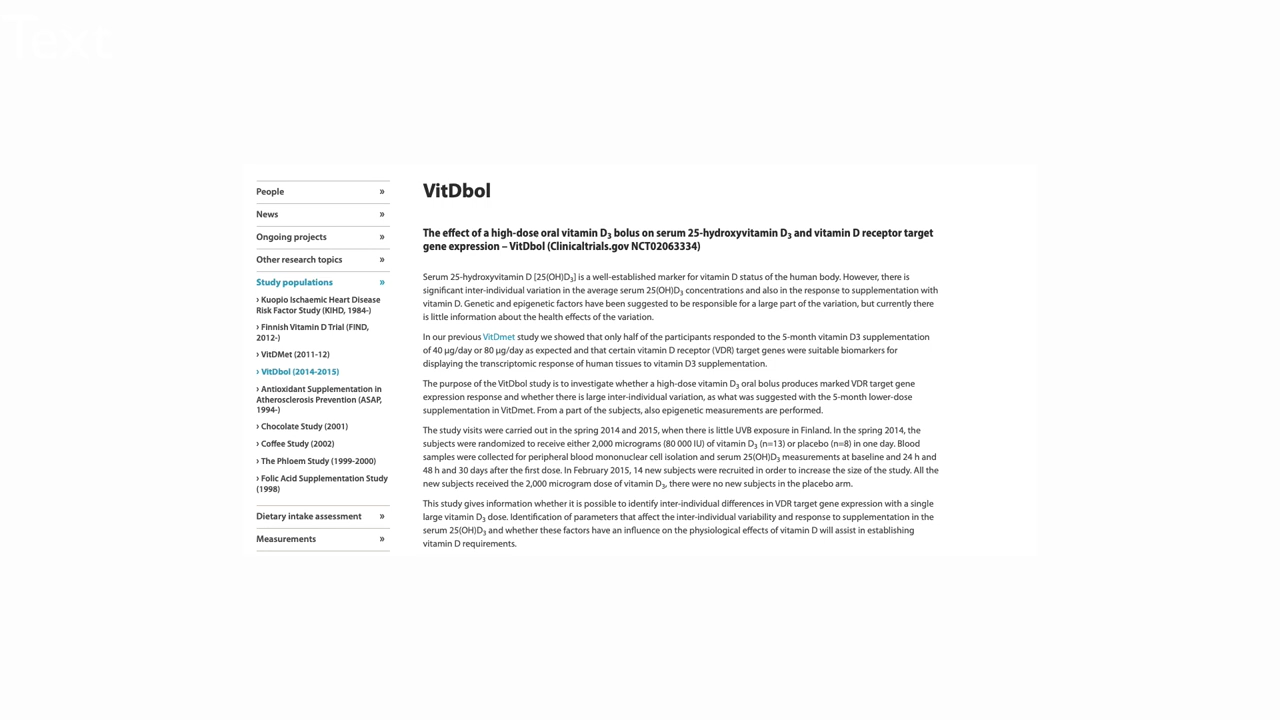 Text
People »
News »
Ongoing projects »
Other research topics »
Study populations »
› Kuopio Ischaemic Heart Disease
Risk Factor Study (KIHD, 1984-)
› Finnish Vitamin D Trial (FIND,
2012-)
› VitDMet (2011-12)
› VitDbol (2014-2015)
› Antioxidant Supplementation in
Atherosclerosis Prevention (ASAP,
1994-)
› Chocolate Study (2001)
› Coffee Study (2002)
› The Phloem Study (1999-2000)
› Folic Acid Supplementation Study
(1998)
Dietary intake assessment »
Measurements »
VitDbol
The effect of a high-dose oral vitamin D₃ bolus on serum 25-hydroxyvitamin D₃ and vitamin D receptor target
gene expression – VitDbol (Clinicaltrials.gov NCT02063334)
Serum 25-hydroxyvitamin D [25(OH)D₃] is a well-established marker for vitamin D status of the human body. However, there is
significant inter-individual variation in the average serum 25(OH)D₃ concentrations and also in the response to supplementation with
vitamin D. Genetic and epigenetic factors have been suggested to be responsible for a large part of the variation, but currently there
is little information about the health effects of the variation.
In our previous VitDmet study we showed that only half of the participants responded to the 5-month vitamin D3 supplementation
of 40 µg/day or 80 µg/day as expected and that certain vitamin D receptor (VDR) target genes were suitable biomarkers for
displaying the transcriptomic response of human tissues to vitamin D3 supplementation.
The purpose of the VitDbol study is to investigate whether a high-dose vitamin D₃ oral bolus produces marked VDR target gene
expression response and whether there is large inter-individual variation, as what was suggested with the 5-month lower-dose
supplementation in VitDmet. From a part of the subjects, also epigenetic measurements are performed.
The study visits were carried out in the spring 2014 and 2015, when there is little UVB exposure in Finland. In the spring 2014, the
subjects were randomized to receive either 2,000 micrograms (80 000 IU) of vitamin D₃ (n=13) or placebo (n=8) in one day. Blood
samples were collected for peripheral blood mononuclear cell isolation and serum 25(OH)D₃ measurements at baseline and 24 h and
48 h and 30 days after the first dose. In February 2015, 14 new subjects were recruited in order to increase the size of the study. All the
new subjects received the 2,000 microgram dose of vitamin D₃, there were no new subjects in the placebo arm.
This study gives information whether it is possible to identify inter-individual differences in VDR target gene expression with a single
large vitamin D₃ dose. Identification of parameters that affect the inter-individual variability and response to supplementation in the
serum 25(OH)D₃ and whether these factors have an influence on the physiological effects of vitamin D will assist in establishing
vitamin D requirements.